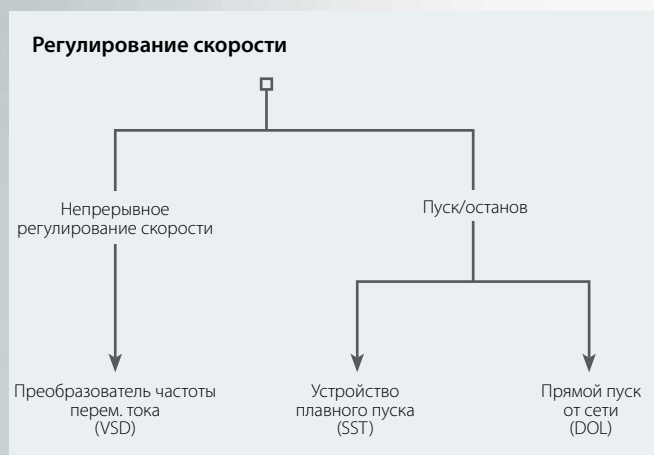 Регулирование скорости
Непрерывное
регулирование скорости
Пуск/останов
Преобразователь частоты
перем. тока
(VSD)
Устройство
плавного пуска
(SST)
Прямой пуск
от сети
(DOL)